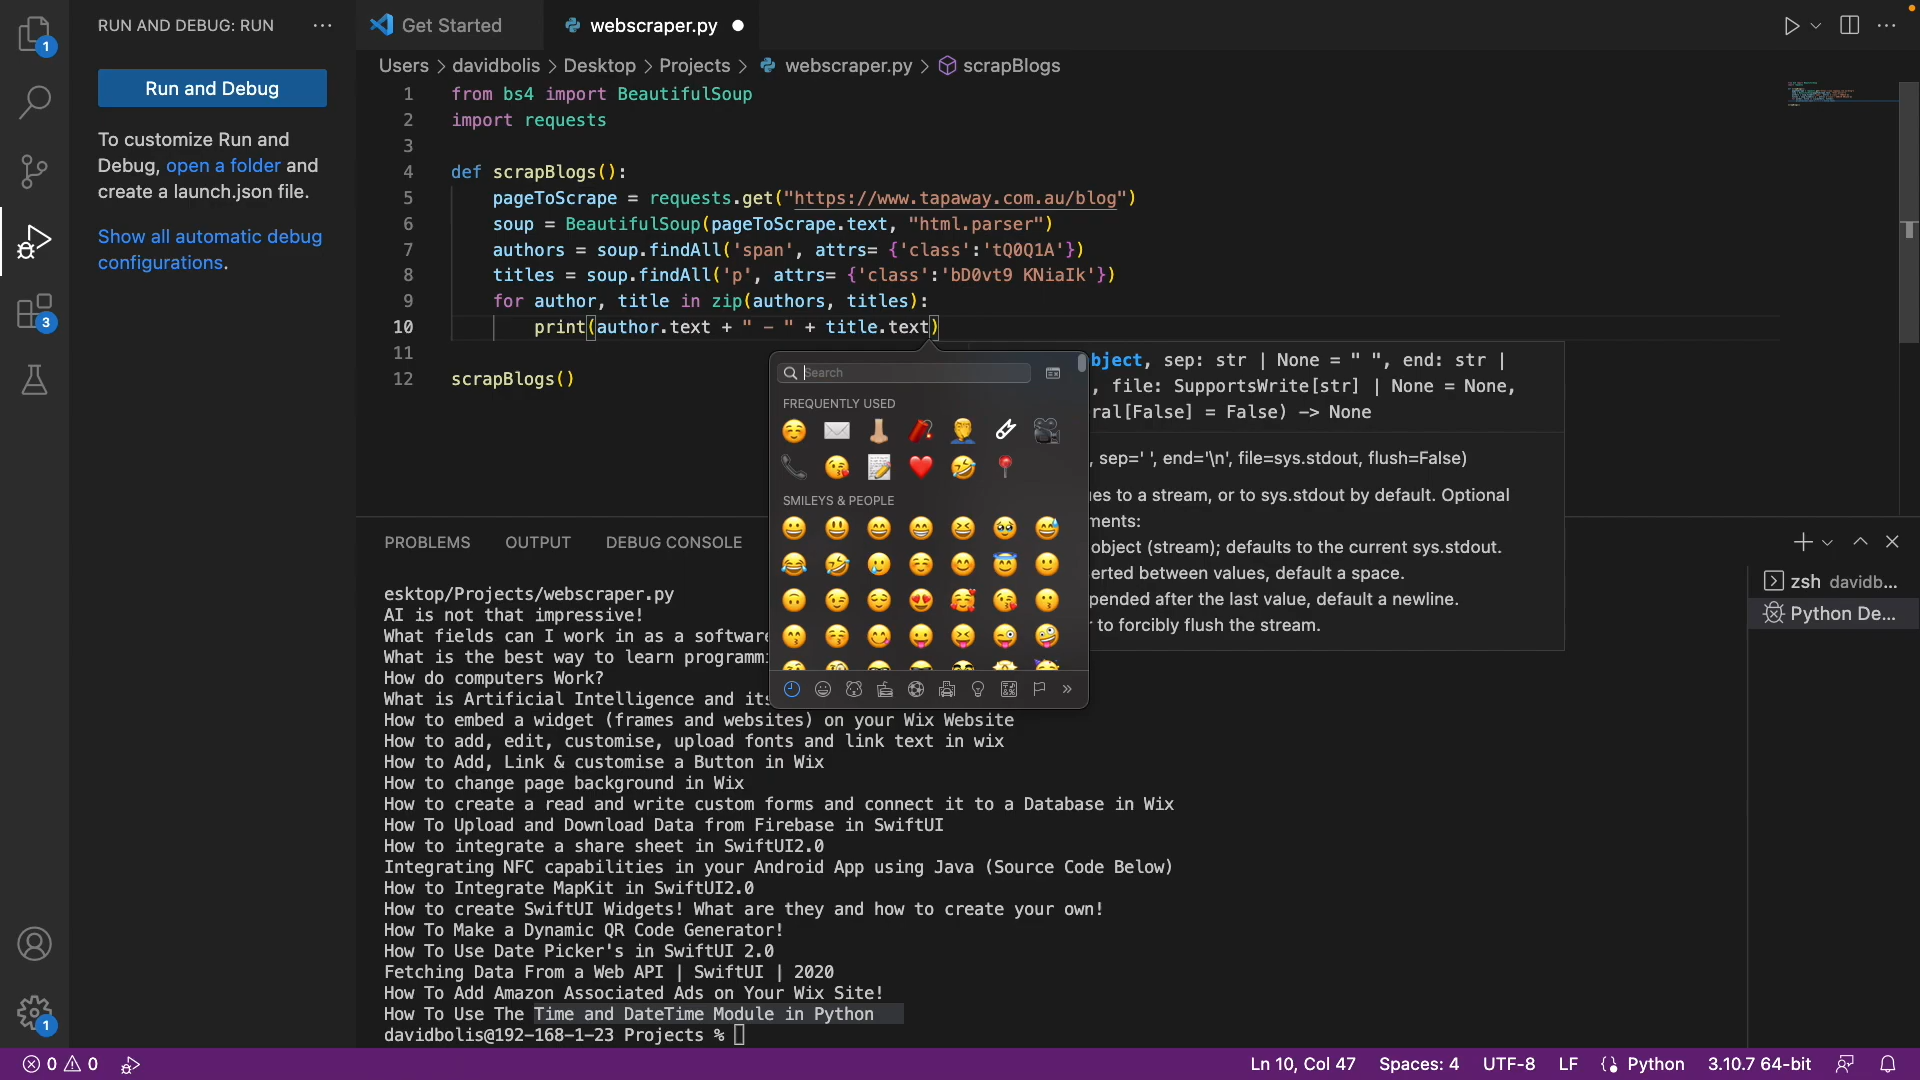 RUN AND DEBUG: RUN
Get Started
webscraper.py
1
Run and Debug
To customize Run and
Debug, open a folder and
create a launch.json file.
Show all automatic debug
configurations.
3
1
Users > davidbolis > Desktop > Projects > webscraper.py > scrapBlogs
1 from bs4 import BeautifulSoup
2 import requests
3
4 def scrapBlogs():
5 pageToScrape = requests.get("https://www.tapaway.com.au/blog")
6 soup = BeautifulSoup(pageToScrape.text, "html.parser")
7 authors = soup.findAll('span', attrs= {'class':'tQ0Q1A'})
8 titles = soup.findAll('p', attrs= {'class':'bD0vt9 KNiaIk'})
9 for author, title in zip(authors, titles):
10 print(author.text + " - " + title.text)
11
12 scrapBlogs()
bject, sep: str | None = " ", end: str |
, file: SupportsWrite[str] | None = None,
ral[False] = False) -> None
, sep=' ', end='\n', file=sys.stdout, flush=False)
es to a stream, or to sys.stdout by default. Optional
ments:
object (stream); defaults to the current sys.stdout.
erted between values, default a space.
pended after the last value, default a newline.
to forcibly flush the stream.
Search
FREQUENTLY USED
SMILEYS & PEOPLE
PROBLEMS OUTPUT DEBUG CONSOLE
zsh davidb...
Python De...
esktop/Projects/webscraper.py
AI is not that impressive!
What fields can I work in as a software
What is the best way to learn programmi
How do computers Work?
What is Artificial Intelligence and its
How to embed a widget (frames and websites) on your Wix Website
How to add, edit, customise, upload fonts and link text in wix
How to Add, Link & customise a Button in Wix
How to change page background in Wix
How to create a read and write custom forms and connect it to a Database in Wix
How To Upload and Download Data from Firebase in SwiftUI
How to integrate a share sheet in SwiftUI2.0
Integrating NFC capabilities in your Android App using Java (Source Code Below)
How to Integrate MapKit in SwiftUI2.0
How to create SwiftUI Widgets! What are they and how to create your own!
How To Make a Dynamic QR Code Generator!
How To Use Date Picker's in SwiftUI 2.0
Fetching Data From a Web API | SwiftUI | 2020
How To Add Amazon Associated Ads on Your Wix Site!
How To Use The Time and DateTime Module in Python
davidbolis@192-168-1-23 Projects %
0 0
Ln 10, Col 47 Spaces: 4 UTF-8 LF {} Python 3.10.7 64-bit